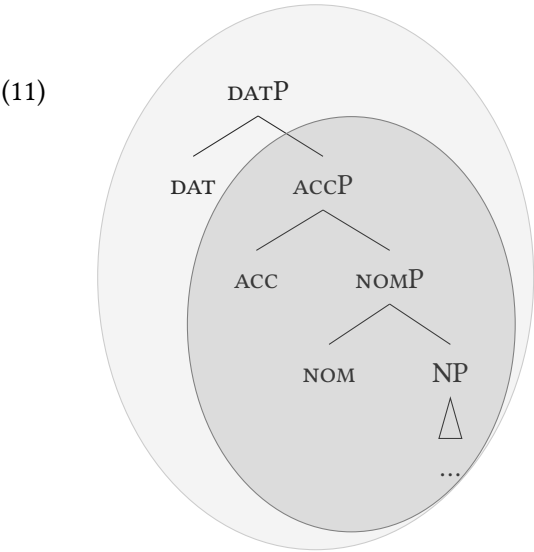 (11)
DATP
DAT ACCP
ACC NOMP
NOM NP
...